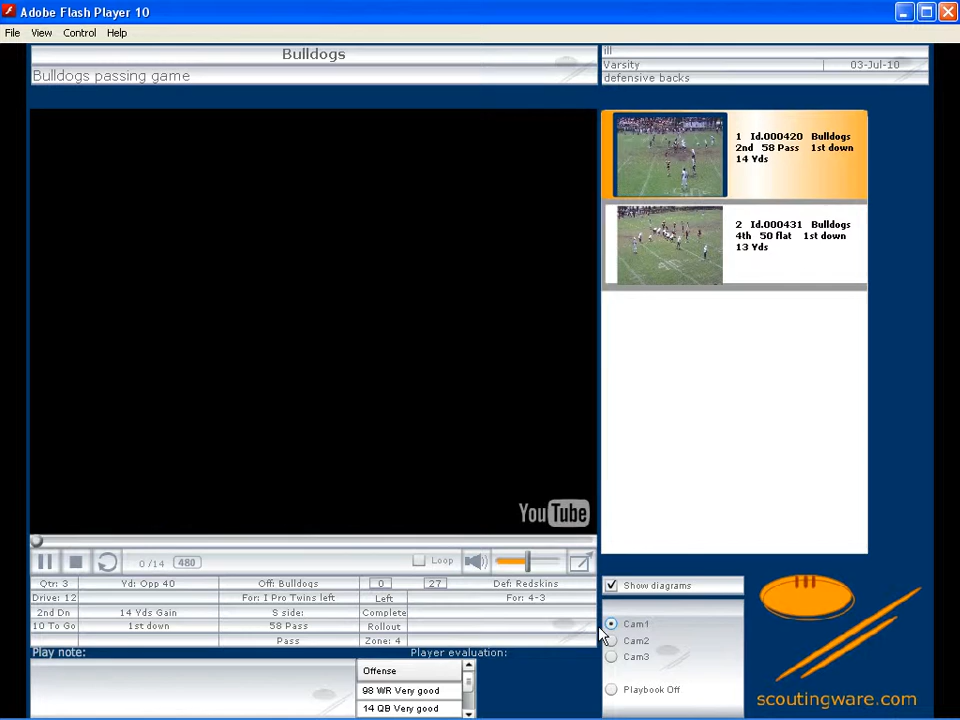 Adobe Flash Player 10
File View Control Help
Bulldogs
Bulldogs passing game
ill
Varsity 03-Jul-10
defensive backs
1 Id.000420 Bulldogs
2nd 58 Pass 1st down
14 Yds
2 Id.000431 Bulldogs
4th 50 flat 1st down
13 Yds
YouTube
0/14 480 Loop
Qtr: 3 Yd: Opp 40 Off: Bulldogs 0 27 Def: Redskins
Drive: 12 For: I Pro Twins left Left For: 4-3
2nd Dn 14 Yds Gain S side: Complete
10 To Go 1st down 58 Pass Rollout
Pass Zone: 4
Play note: Player evaluation:
Offense
98 WR Very good
14 QB Very good
Show diagrams
Cam1
Cam2
Cam3
Playbook Off
scoutingware.com